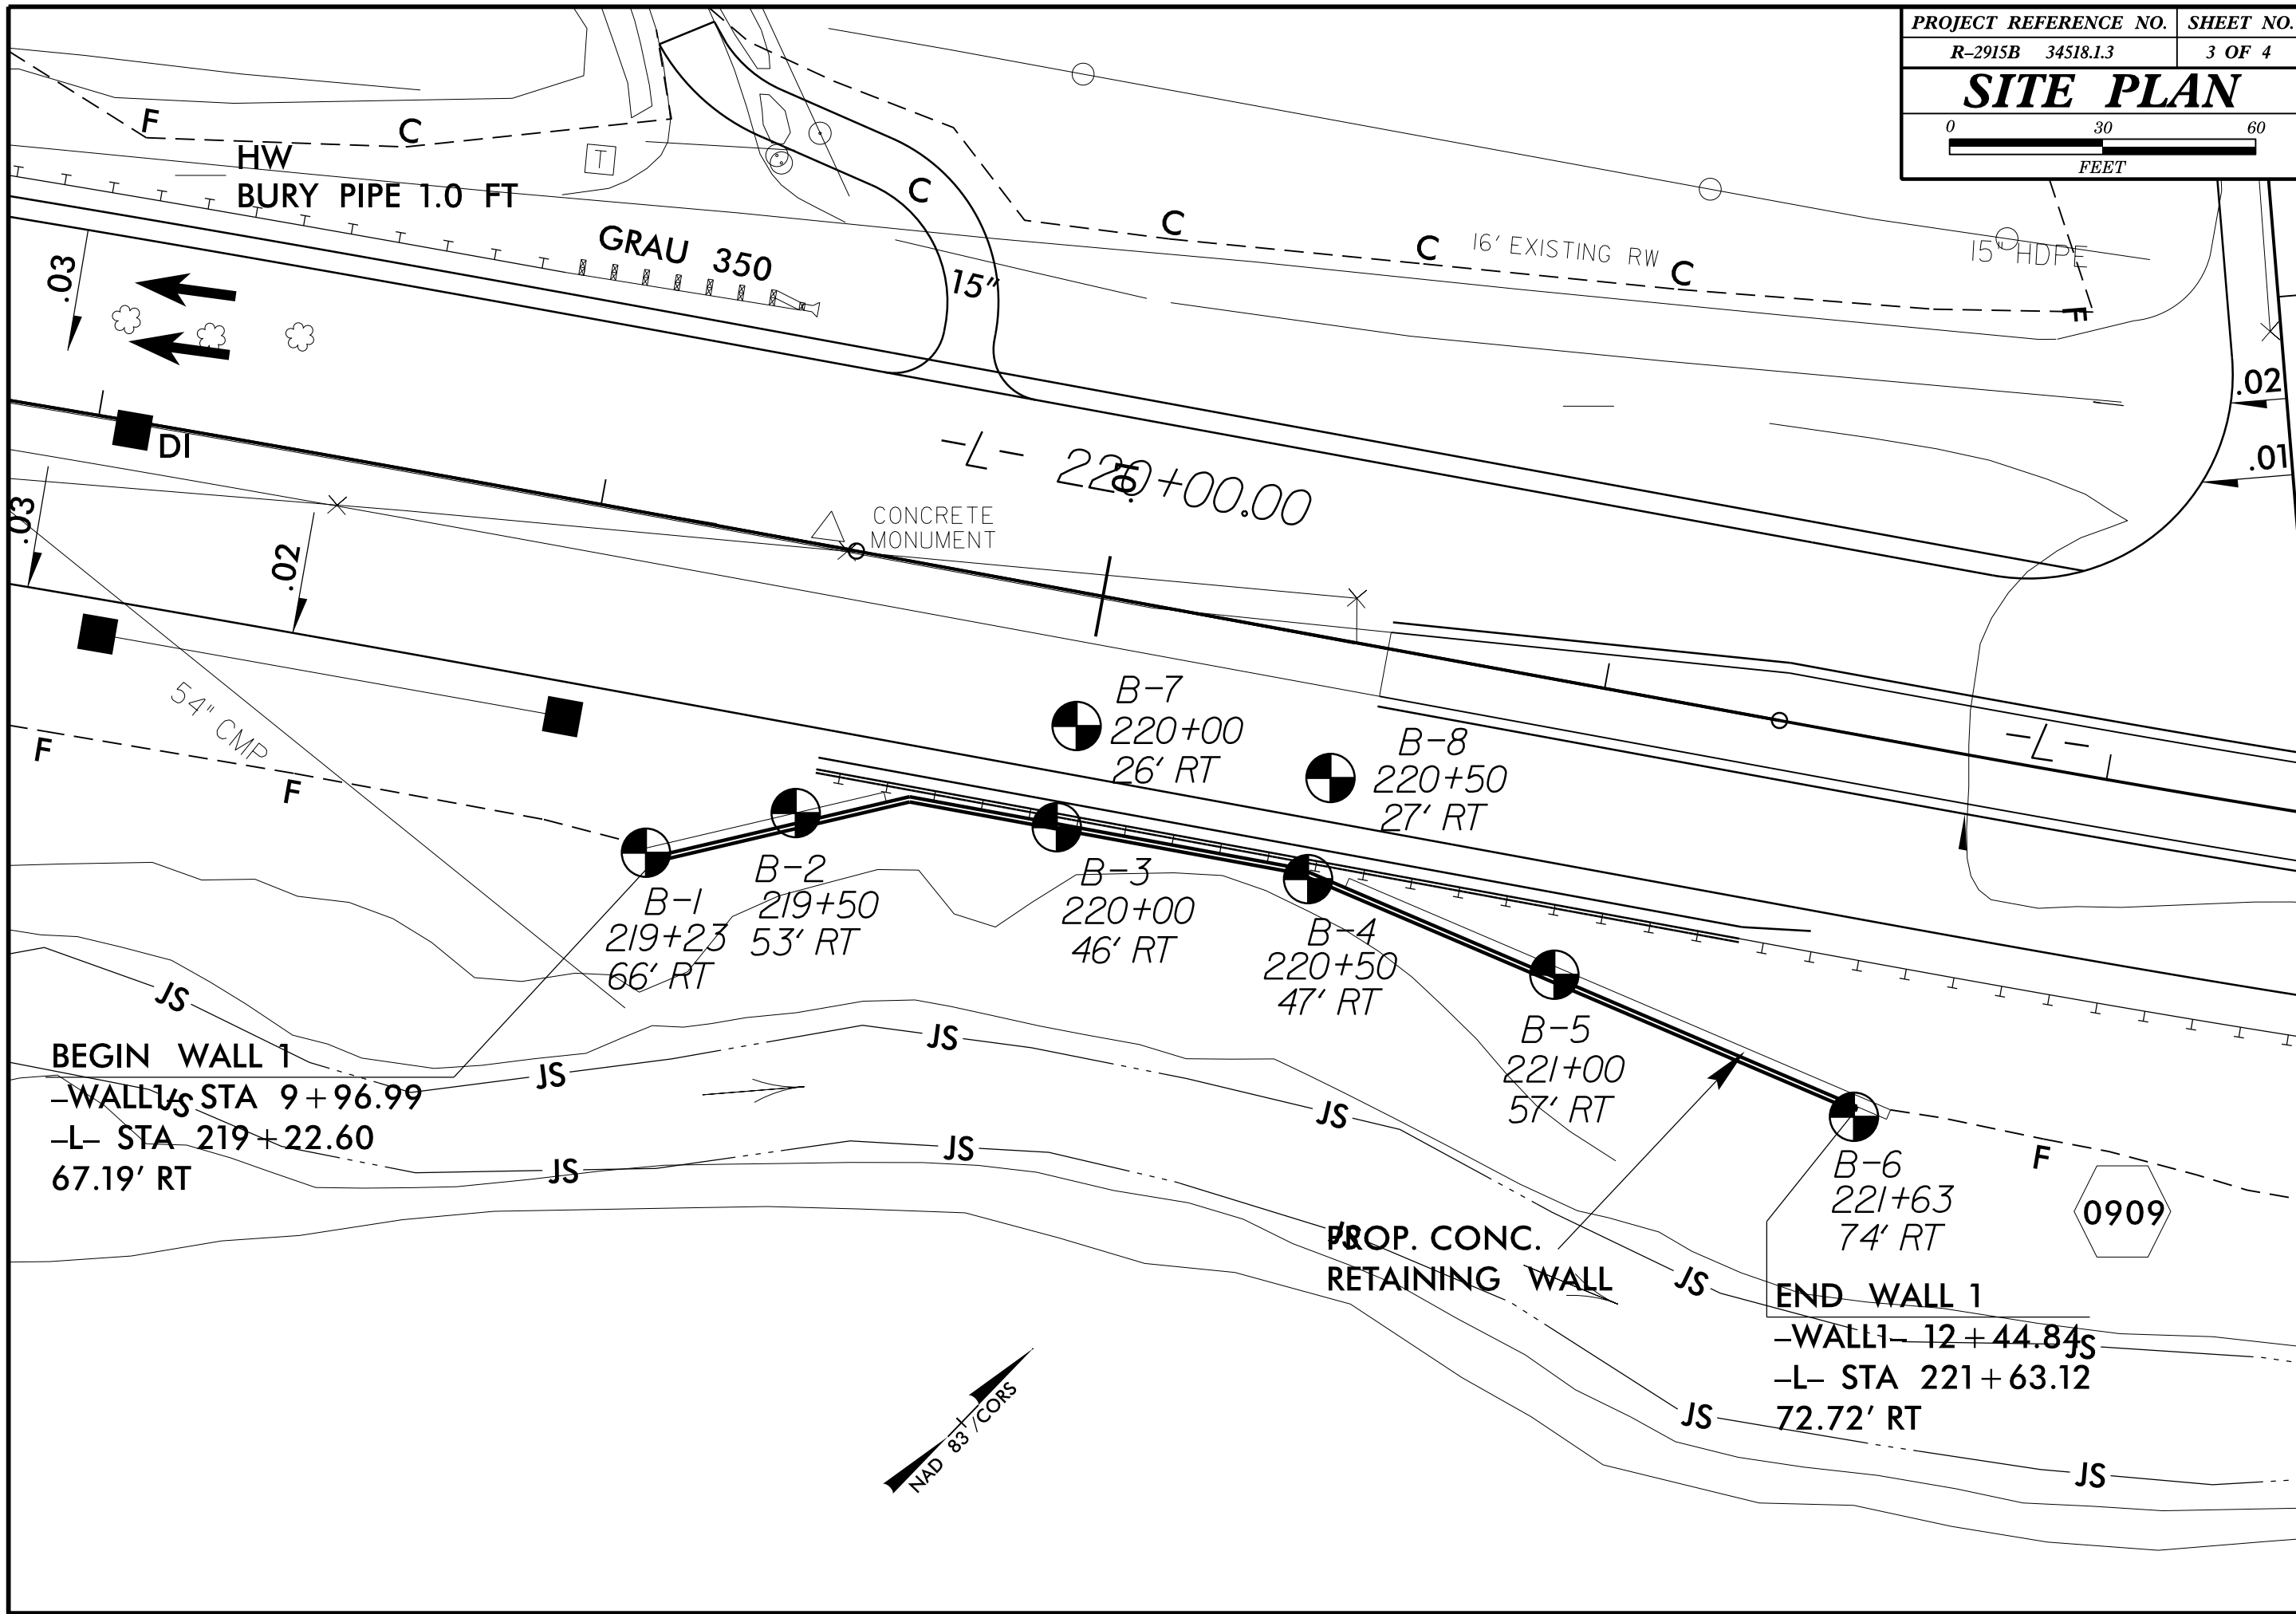 PROJECT REFERENCE NO. SHEET NO.
R-2915B 34518.1.3 3 OF 4
SITE PLAN
0 30 60
FEET
F
C
HW
BURY PIPE 1.0 FT
T
C
GRAU 350
15"
C
C
16' EXISTING RW
C
15" HDPE
F
.03
.02
.01
DI
-L- 220+00.00
.01
CONCRETE
MONUMENT
.03
.02
54" CMP
F
F
B-7
220+00
26' RT
B-8
220+50
27' RT
-L-
B-1
219+23
66' RT
B-2
219+50
53' RT
B-3
220+00
46' RT
B-4
220+50
47' RT
B-5
221+00
57' RT
B-6
221+63
74' RT
F
0909
JS
JS
JS
JS
JS
JS
JS
JS
JS
JS
JS
JS
BEGIN WALL 1
-WALL1- STA 9+96.99
-L- STA 219+22.60
67.19' RT
PROP. CONC.
RETAINING WALL
END WALL 1
-WALL1- 12+44.84
-L- STA 221+63.12
72.72' RT
NAD 83/CORS